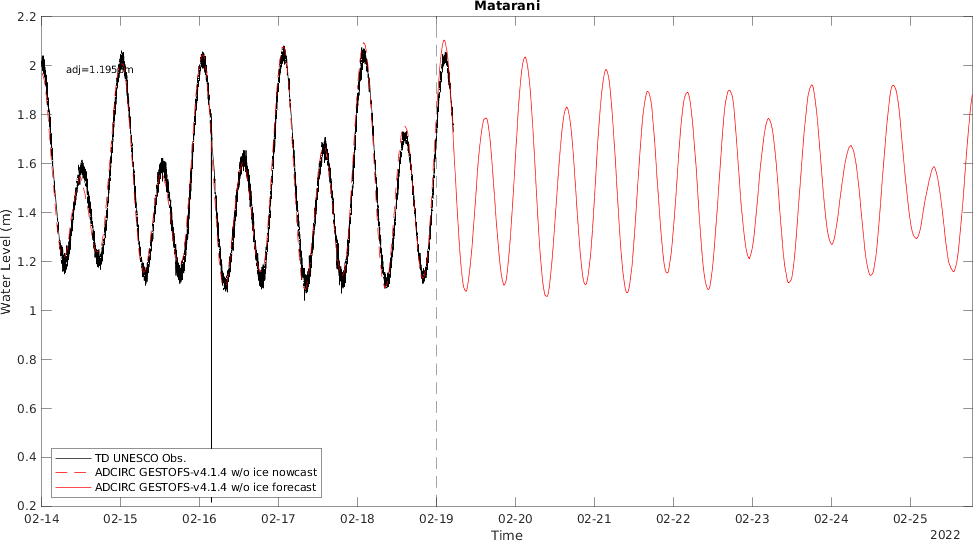 Matarani
2.2
2
1.8
1.6
1.4
1.2
1
0.8
0.6
0.4
0.2
Water Level (m)
TD UNESCO Obs.
ADCIRC GESTOFS-v4.1.4 w/o ice nowcast
ADCIRC GESTOFS-v4.1.4 w/o ice forecast
02-14 02-15 02-16 02-17 02-18 02-19 02-20 02-21 02-22 02-23 02-24 02-25
Time
2022